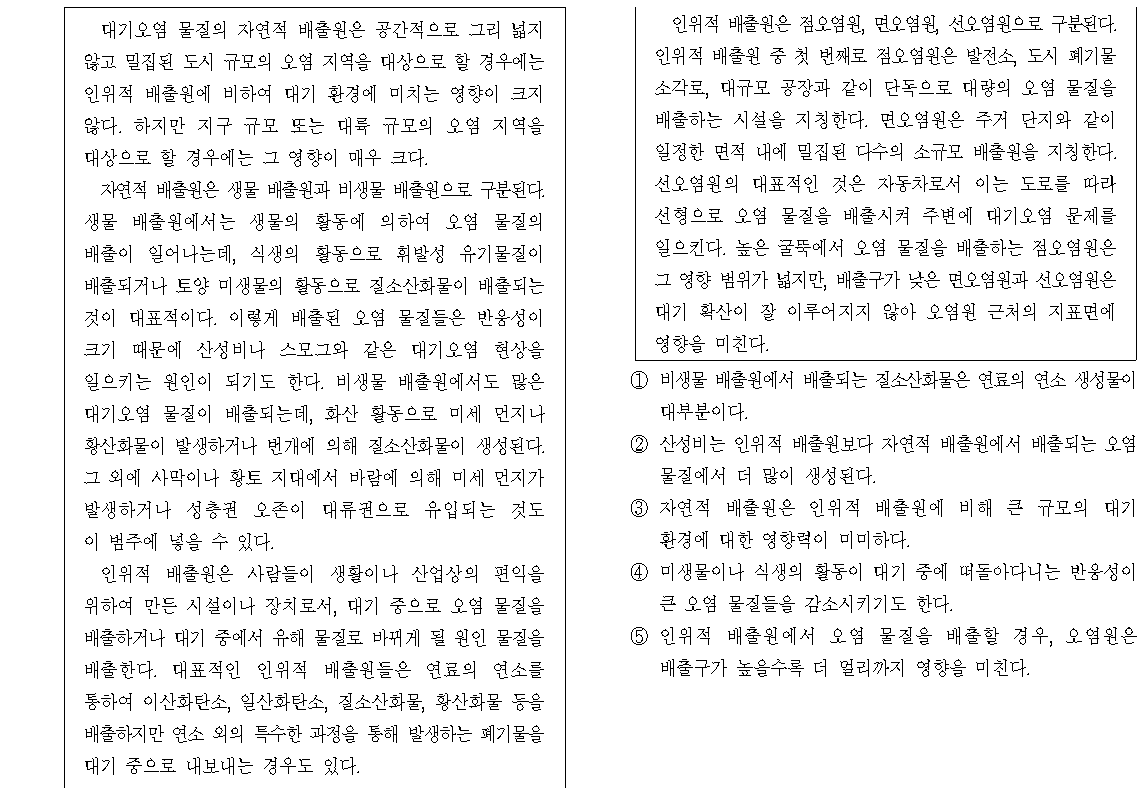 대기오염 물질의 자연적 배출원은 공간적으로 그리 넓지
않고 밀집된 도시 규모의 오염 지역을 대상으로 할 경우에는
인위적 배출원에 비하여 대기 환경에 미치는 영향이 크지
않다. 하지만 지구 규모 또는 대륙 규모의 오염 지역을
대상으로 할 경우에는 그 영향이 매우 크다.
자연적 배출원은 생물 배출원과 비생물 배출원으로 구분된다.
생물 배출원에서는 생물의 활동에 의하여 오염 물질의
배출이 일어나는데, 식생의 활동으로 휘발성 유기물질이
배출되거나 토양 미생물의 활동으로 질소산화물이 배출되는
것이 대표적이다. 이렇게 배출된 오염 물질들은 반응성이
크기 때문에 산성비나 스모그와 같은 대기오염 현상을
일으키는 원인이 되기도 한다. 비생물 배출원에서도 많은
대기오염 물질이 배출되는데, 화산 활동으로 미세 먼지나
황산화물이 발생하거나 번개에 의해 질소산화물이 생성된다.
그 외에 사막이나 황토 지대에서 바람에 의해 미세 먼지가
발생하거나 성층권 오존이 대류권으로 유입되는 것도
이 범주에 넣을 수 있다.
인위적 배출원은 사람들이 생활이나 산업상의 편익을
위하여 만든 시설이나 장치로서, 대기 중으로 오염 물질을
배출하거나 대기 중에서 유해 물질로 바뀌게 될 원인 물질을
배출한다. 대표적인 인위적 배출원들은 연료의 연소를
통하여 이산화탄소, 일산화탄소, 질소산화물, 황산화물 등을
배출하지만 연소 외의 특수한 과정을 통해 발생하는 폐기물을
대기 중으로 내보내는 경우도 있다.
인위적 배출원은 점오염원, 면오염원, 선오염원으로 구분된다.
인위적 배출원 중 첫 번째로 점오염원은 발전소, 도시 폐기물
소각로, 대규모 공장과 같이 단독으로 대량의 오염 물질을
배출하는 시설을 지칭한다. 면오염원은 주거 단지와 같이
일정한 면적 내에 밀집된 다수의 소규모 배출원을 지칭한다.
선오염원의 대표적인 것은 자동차로서 이는 도로를 따라
선형으로 오염 물질을 배출시켜 주변에 대기오염 문제를
일으킨다. 높은 굴뚝에서 오염 물질을 배출하는 점오염원은
그 영향 범위가 넓지만, 배출구가 낮은 면오염원과 선오염원은
대기 확산이 잘 이루어지지 않아 오염원 근처의 지표면에
영향을 미친다.
① 비생물 배출원에서 배출되는 질소산화물은 연료의 연소 생성물이
대부분이다.
② 산성비는 인위적 배출원보다 자연적 배출원에서 배출되는 오염
물질에서 더 많이 생성된다.
③ 자연적 배출원은 인위적 배출원에 비해 큰 규모의 대기
환경에 대한 영향력이 미미하다.
④ 미생물이나 식생의 활동이 대기 중에 떠돌아다니는 반응성이
큰 오염 물질들을 감소시키기도 한다.
⑤ 인위적 배출원에서 오염 물질을 배출할 경우, 오염원은
배출구가 높을수록 더 멀리까지 영향을 미친다.